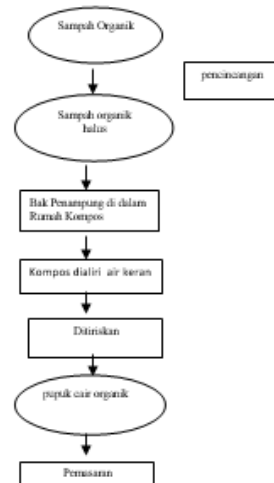 Sampah Organik
pencincangan
Sampah organik
halus
Bak Penampung di dalam
Rumah Kompos
Kompos dialiri air keran
Ditiriskan
pupuk cair organik
Pemasaran